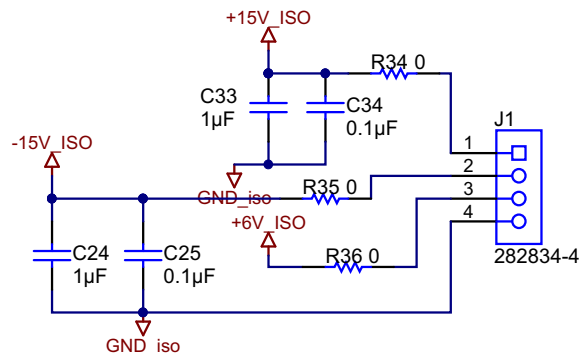 +15V_ISO
R34 0
C33
1µF
C34
0.1µF
J1
-15V_ISO
1
2
3
4
GND_iso
R35 0
+6V_ISO
C24
1µF
C25
0.1µF
R36 0
282834-4
GND_iso